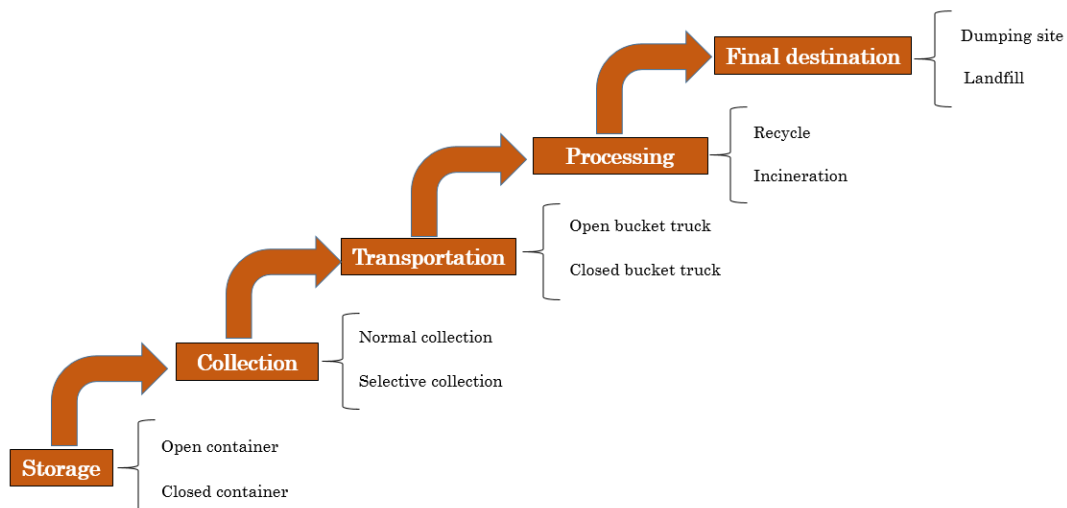 Final destination
Dumping site
Landfill
Processing
Recycle
Incineration
Transportation
Open bucket truck
Closed bucket truck
Collection
Normal collection
Selective collection
Storage
Open container
Closed container